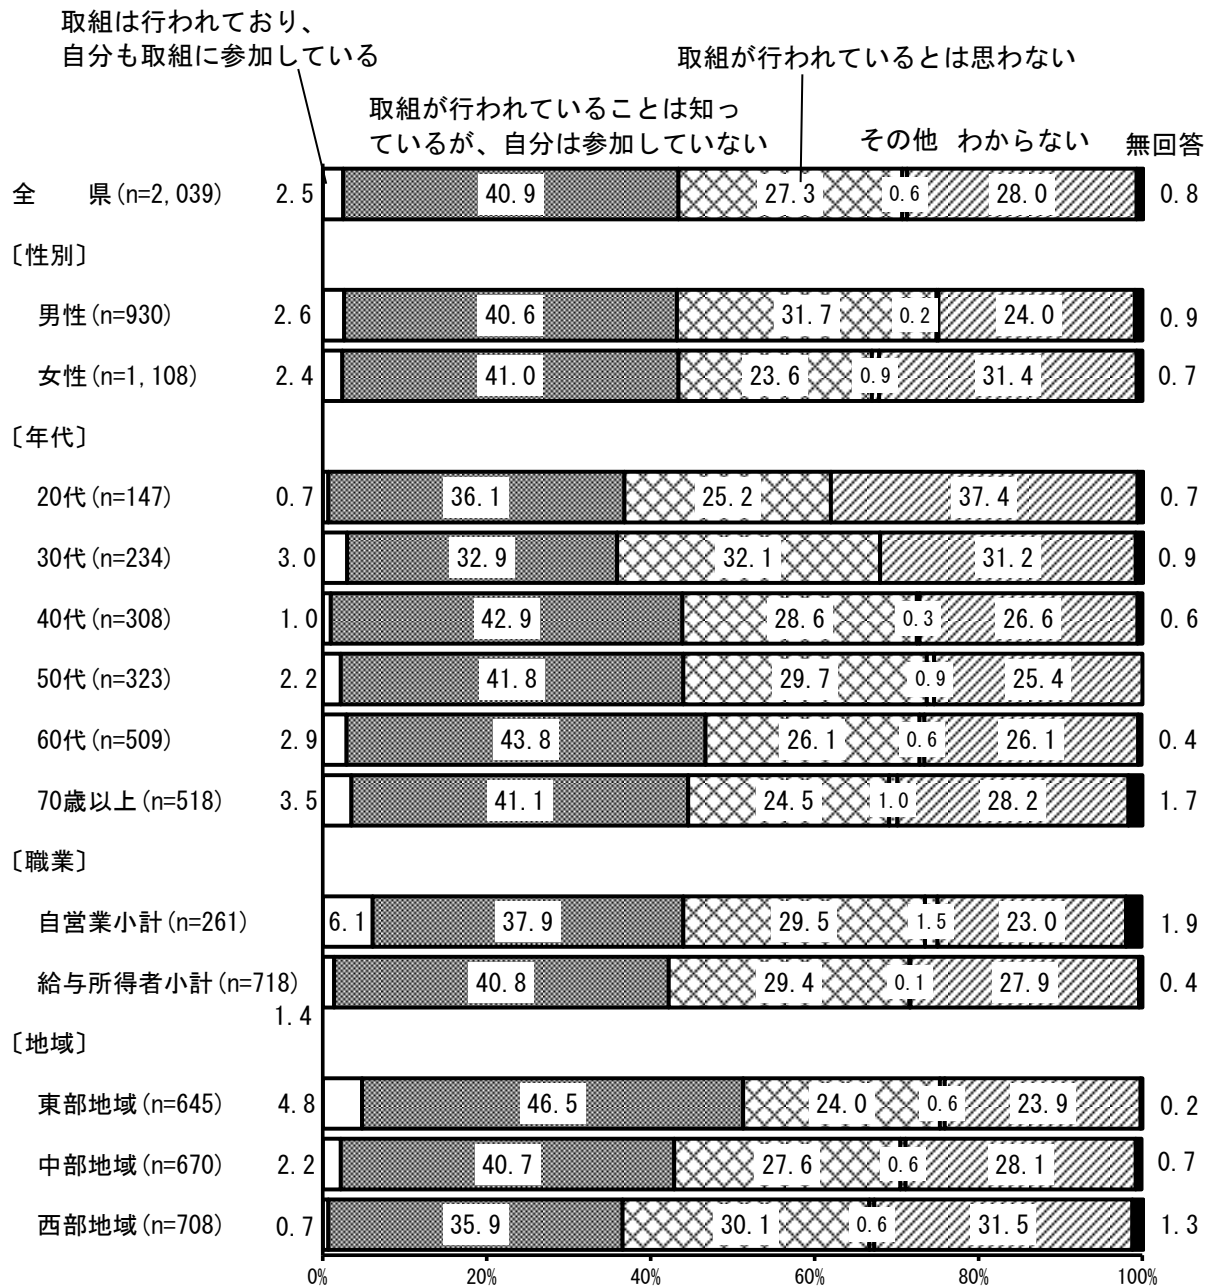 取組は行われており、
自分も取組に参加している
取組が行われているとは思わない
取組が行われていることは知っ
ているが、自分は参加していない
その他 わからない 無回答
全 県(n=2,039) 2.5 40.9 27.3 0.6 28.0 0.8
〔性別〕
男性(n=930) 2.6 40.6 31.7 0.2 24.0 0.9
女性(n=1,108) 2.4 41.0 23.6 0.9 31.4 0.7
〔年代〕
20代(n=147) 0.7 36.1 25.2 37.4 0.7
30代(n=234) 3.0 32.9 32.1 31.2 0.9
40代(n=308) 1.0 42.9 28.6 0.3 26.6 0.6
50代(n=323) 2.2 41.8 29.7 0.9 25.4
60代(n=509) 2.9 43.8 26.1 0.6 26.1 0.4
70歳以上(n=518) 3.5 41.1 24.5 1.0 28.2 1.7
〔職業〕
自営業小計(n=261) 6.1 37.9 29.5 1.5 23.0 1.9
給与所得者小計(n=718) 40.8 29.4 0.1 27.9 0.4
1.4
〔地域〕
東部地域(n=645) 4.8 46.5 24.0 0.6 23.9 0.2
中部地域(n=670) 2.2 40.7 27.6 0.6 28.1 0.7
西部地域(n=708) 0.7 35.9 30.1 0.6 31.5 1.3
0% 20% 40% 60% 80% 100%